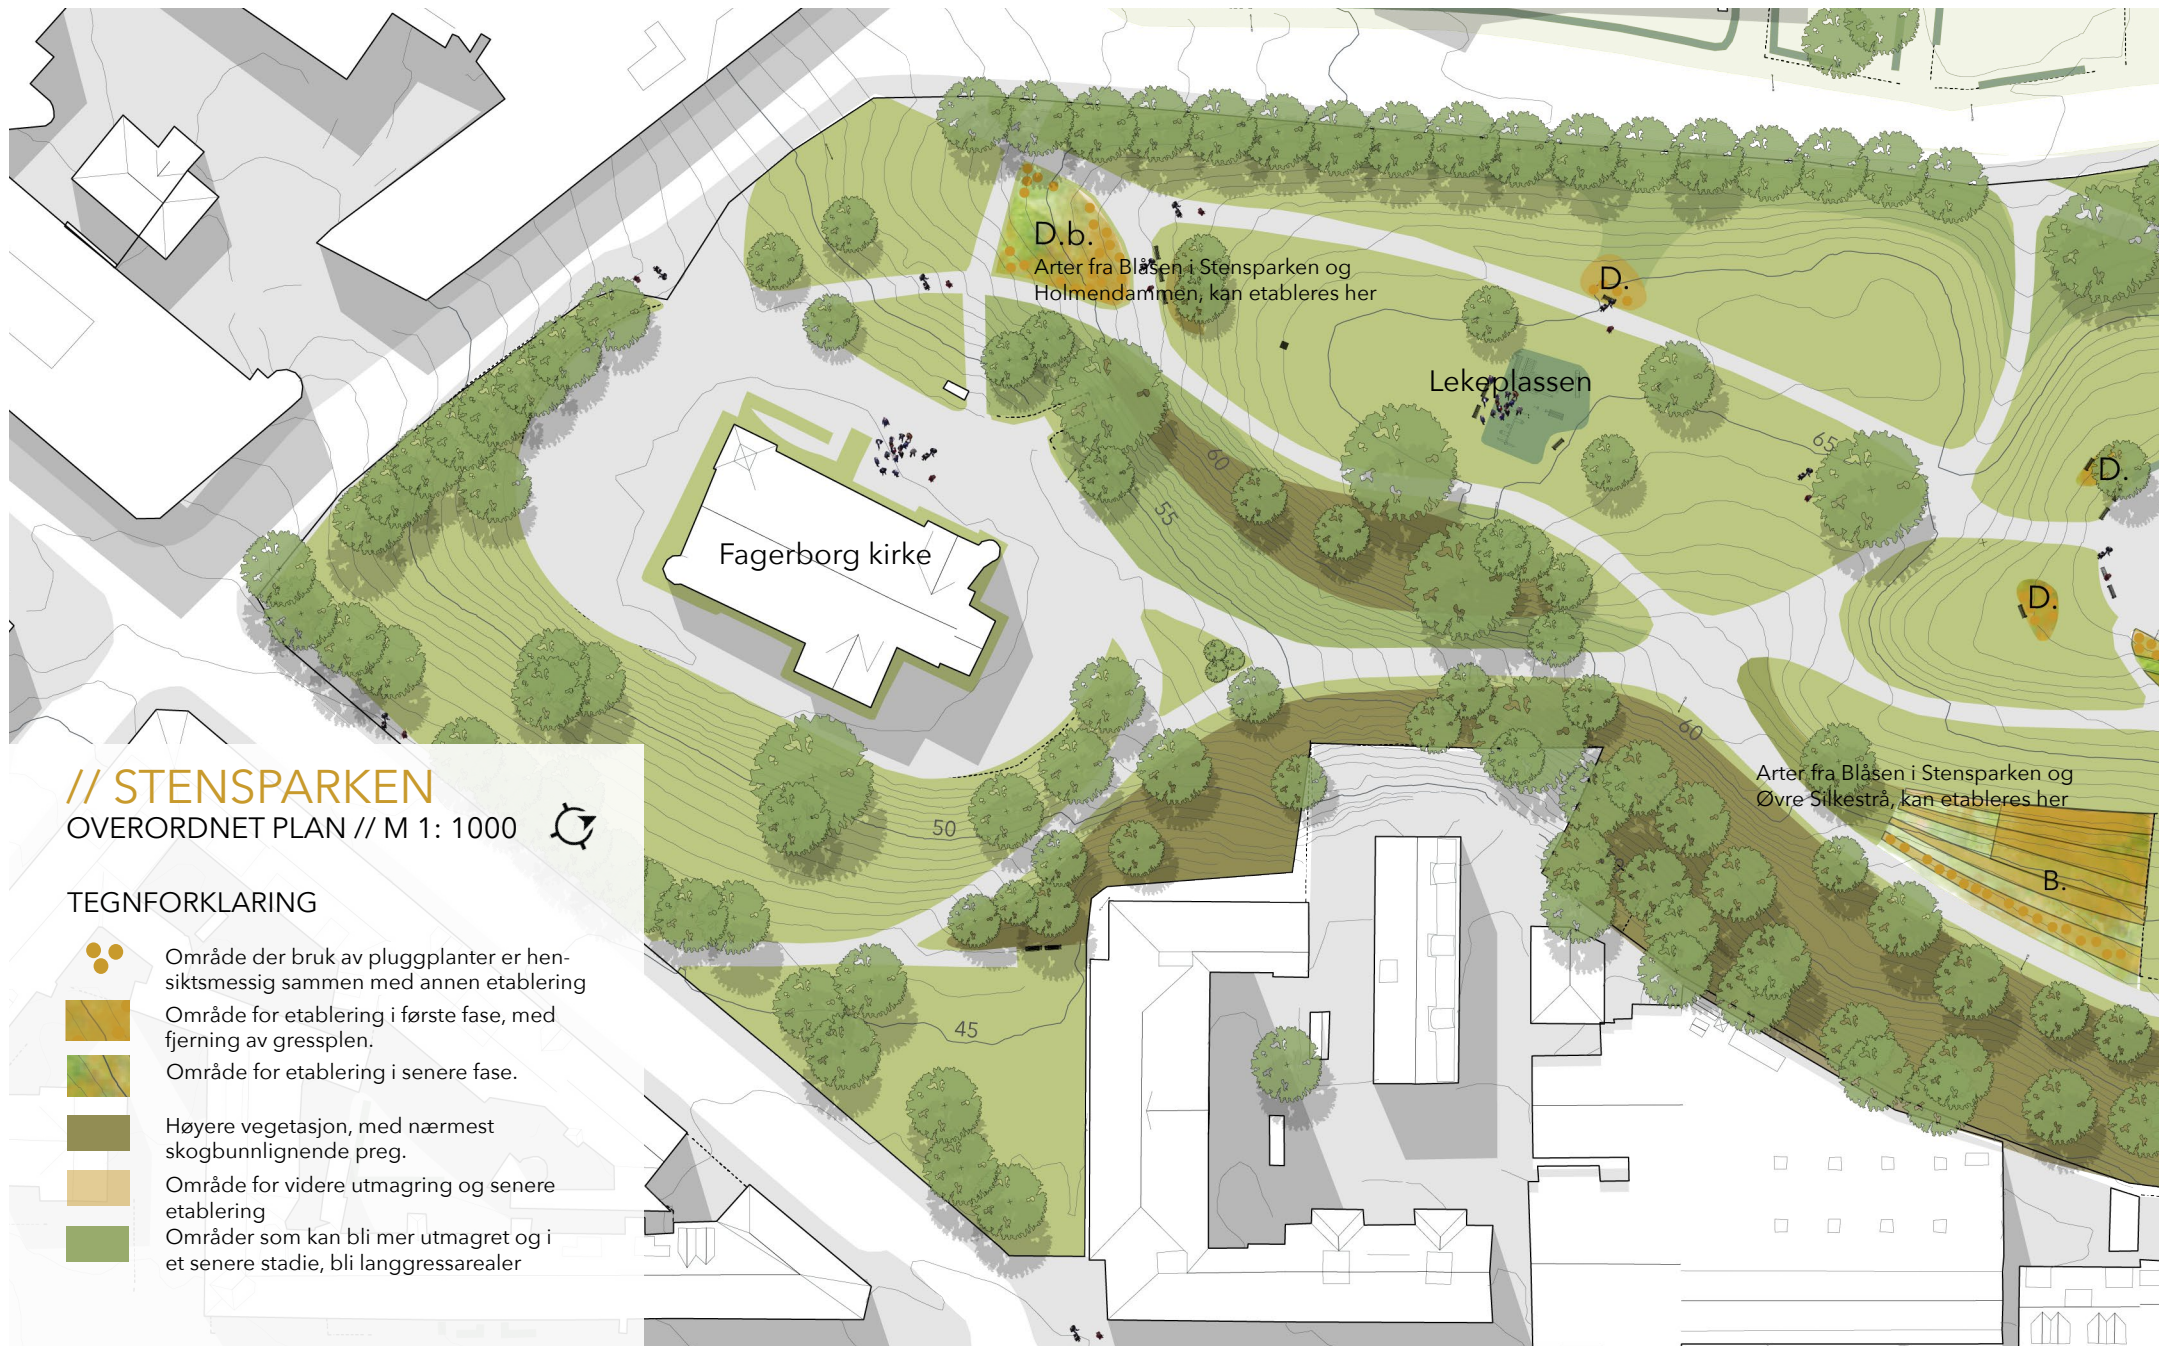 D.b.
Arter fra Blåsen i Stensparken og
Holmendammen, kan etableres her
D.
Lekeplassen
65
D.
60
55
Fagerborg kirke
D.
60
Arter fra Blåsen i Stensparken og
Øvre Silkestrå, kan etableres her
B.
50
45
// STENSPARKEN
OVERORDNET PLAN // M 1: 1000
TEGNFORKLARING
Område der bruk av pluggplanter er hen-
siktsmessig sammen med annen etablering
Område for etablering i første fase, med
fjerning av gressplen.
Område for etablering i senere fase.
Høyere vegetasjon, med nærmest
skogbunnlignende preg.
Område for videre utmagring og senere
etablering
Områder som kan bli mer utmagret og i
et senere stadie, bli langgressarealer